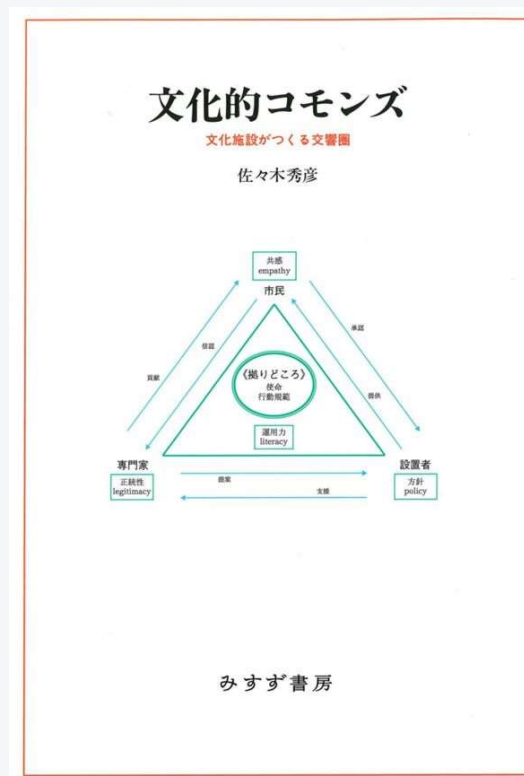 文化的コモンズ
文化施設がつくる交響圏
佐々木秀彦
共感
empathy
市民
貢献
信認
承認
提供
《拠りどころ》
使命
行動規範
運用力
literacy
専門家
正統性
legitimacy
設置者
方針
policy
提案
支援
みすず書房